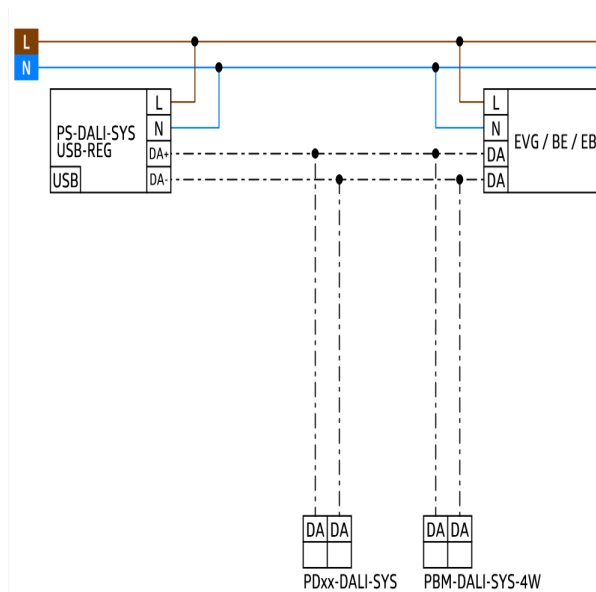 L
N
PS-DALI-SYS
USB-REG
USB
L
N
DA+
DA-
L
N
DA
DA
EVG / BE / EB
DA DA
DA DA
PDxx-DALI-SYS
PBM-DALI-SYS-4W